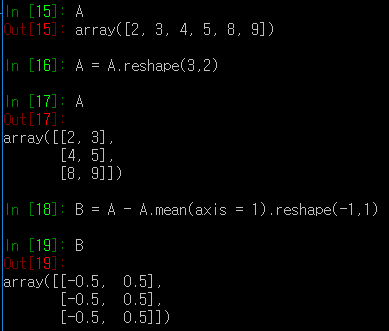 In [15]: A
Out[15]: array([2, 3, 4, 5, 8, 9])
In [16]: A = A.reshape(3,2)
In [17]: A
Out[17]:
array([[2, 3],
       [4, 5],
       [8, 9]])
In [18]: B = A - A.mean(axis = 1).reshape(-1,1)
In [19]: B
Out[19]:
array([[-0.5,  0.5],
       [-0.5,  0.5],
       [-0.5,  0.5]])